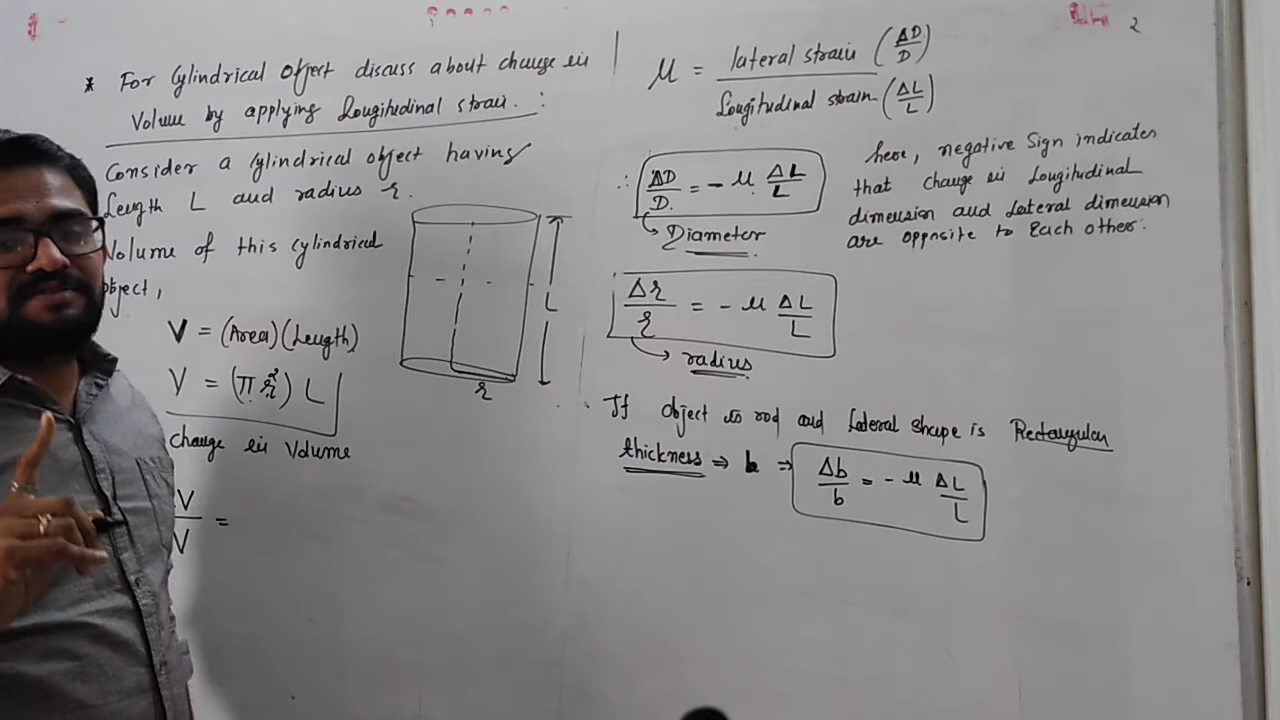 * For Cylindrical Object discuss about change in
Volume by applying Longitudinal strain. :
Consider a Cylindrical object having
Length L and radius r.
Volume of this cylindrical
object,
V = (Area)(Length)
V = (πr²) L
change in Volume
V/V =
L
r
2
μ = lateral strain (ΔD/D) / Longitudinal strain (ΔL/L)
∴ ΔD/D = - μ ΔL/L
Diameter
here, negative Sign indicates
that change in Longitudinal
dimension and Lateral dimension
are opposite to Each other.
Δr/r = - μ ΔL/L
radius
If object is rod and Lateral shape is Rectangular
thickness ⇒ b ⇒ Δb/b = - μ ΔL/L